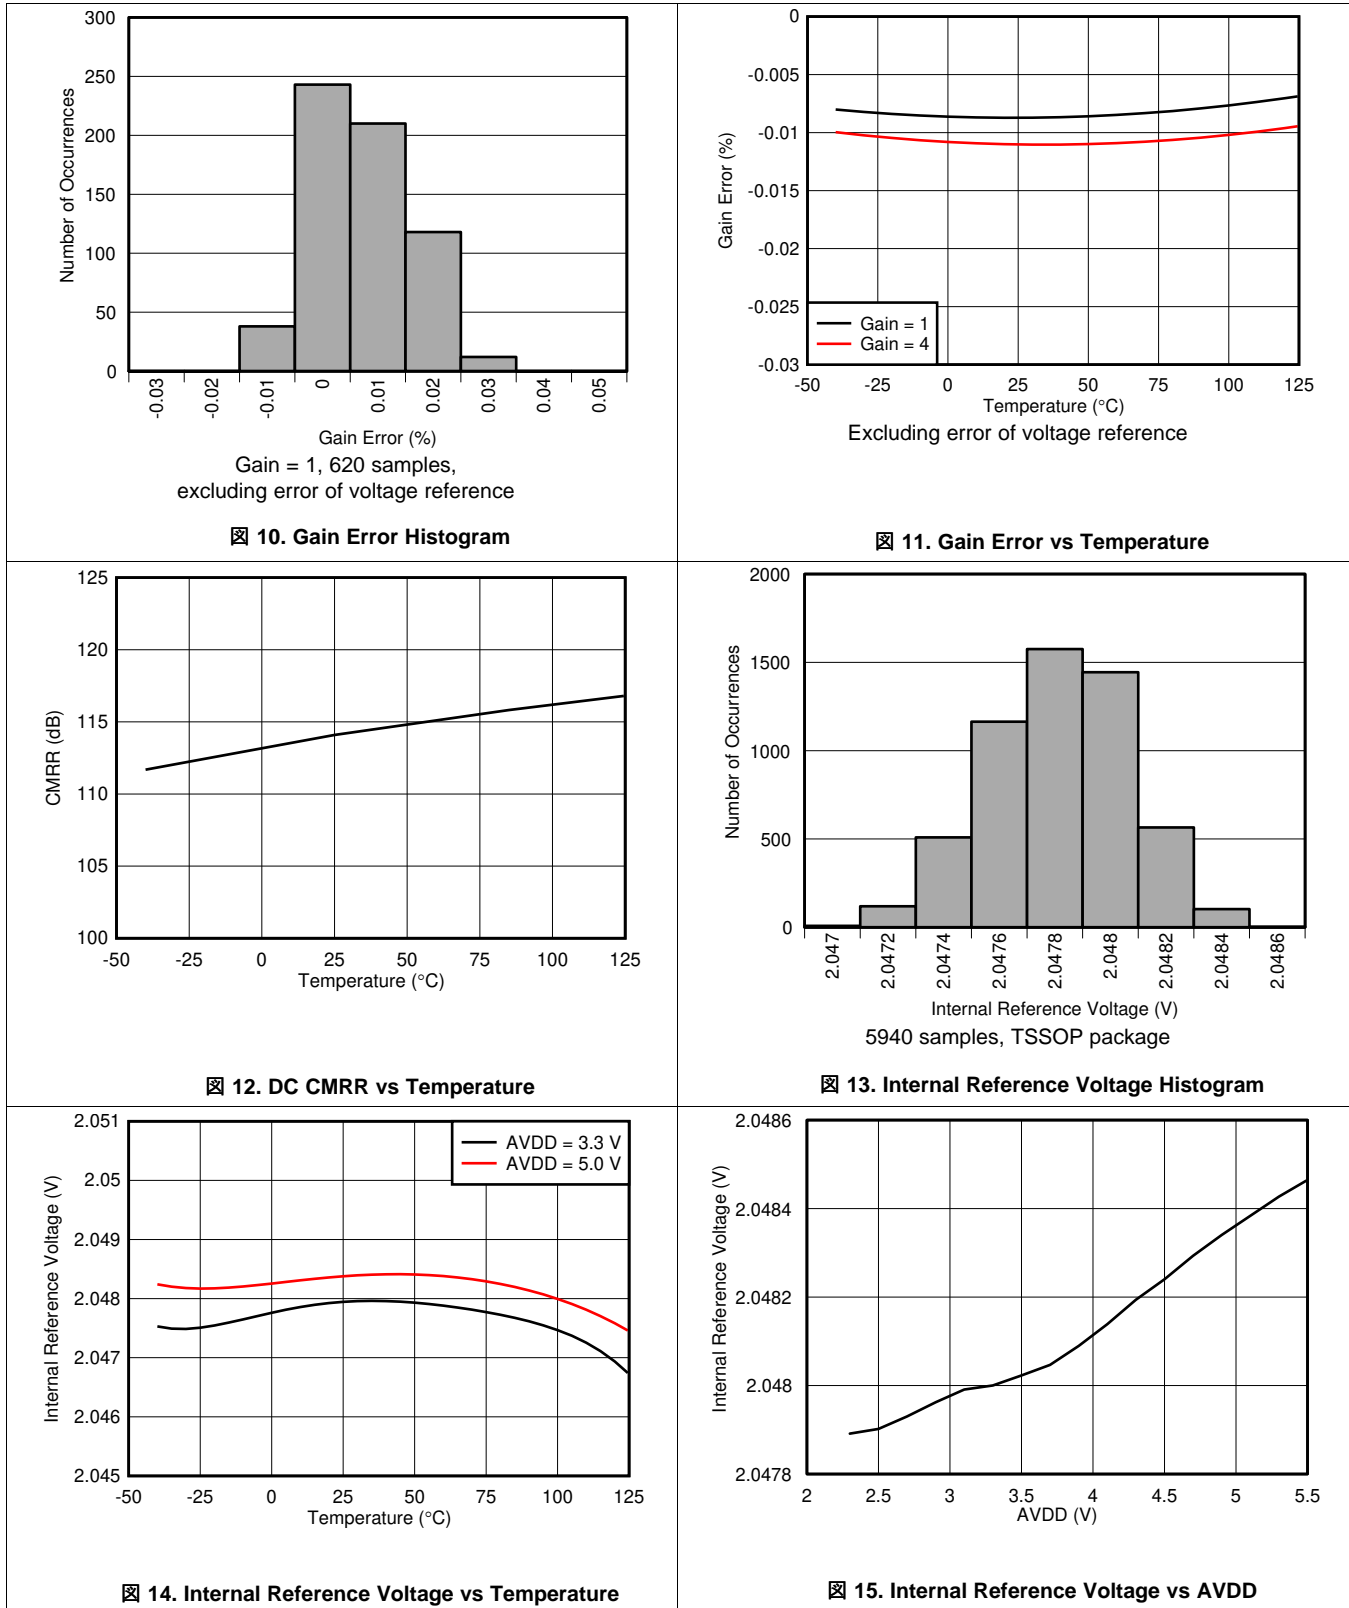 300
250
200
150
100
50
0
Number of Occurrences
-0.03
-0.02
-0.01
0
0.01
0.02
0.03
0.04
0.05
Gain Error (%)
Gain = 1, 620 samples,
excluding error of voltage reference
図 10. Gain Error Histogram
0
-0.005
-0.01
-0.015
-0.02
-0.025
-0.03
Gain Error (%)
Gain = 1
Gain = 4
-50 -25 0 25 50 75 100 125
Temperature (°C)
Excluding error of voltage reference
図 11. Gain Error vs Temperature
125
120
115
110
105
100
CMRR (dB)
-50 -25 0 25 50 75 100 125
Temperature (°C)
図 12. DC CMRR vs Temperature
2000
1500
1000
500
0
Number of Occurrences
2.047
2.0472
2.0474
2.0476
2.0478
2.048
2.0482
2.0484
2.0486
Internal Reference Voltage (V)
5940 samples, TSSOP package
図 13. Internal Reference Voltage Histogram
2.051
2.05
2.049
2.048
2.047
2.046
2.045
Internal Reference Voltage (V)
AVDD = 3.3 V
AVDD = 5.0 V
-50 -25 0 25 50 75 100 125
Temperature (°C)
図 14. Internal Reference Voltage vs Temperature
2.0486
2.0484
2.0482
2.048
2.0478
Internal Reference Voltage (V)
2 2.5 3 3.5 4 4.5 5 5.5
AVDD (V)
図 15. Internal Reference Voltage vs AVDD